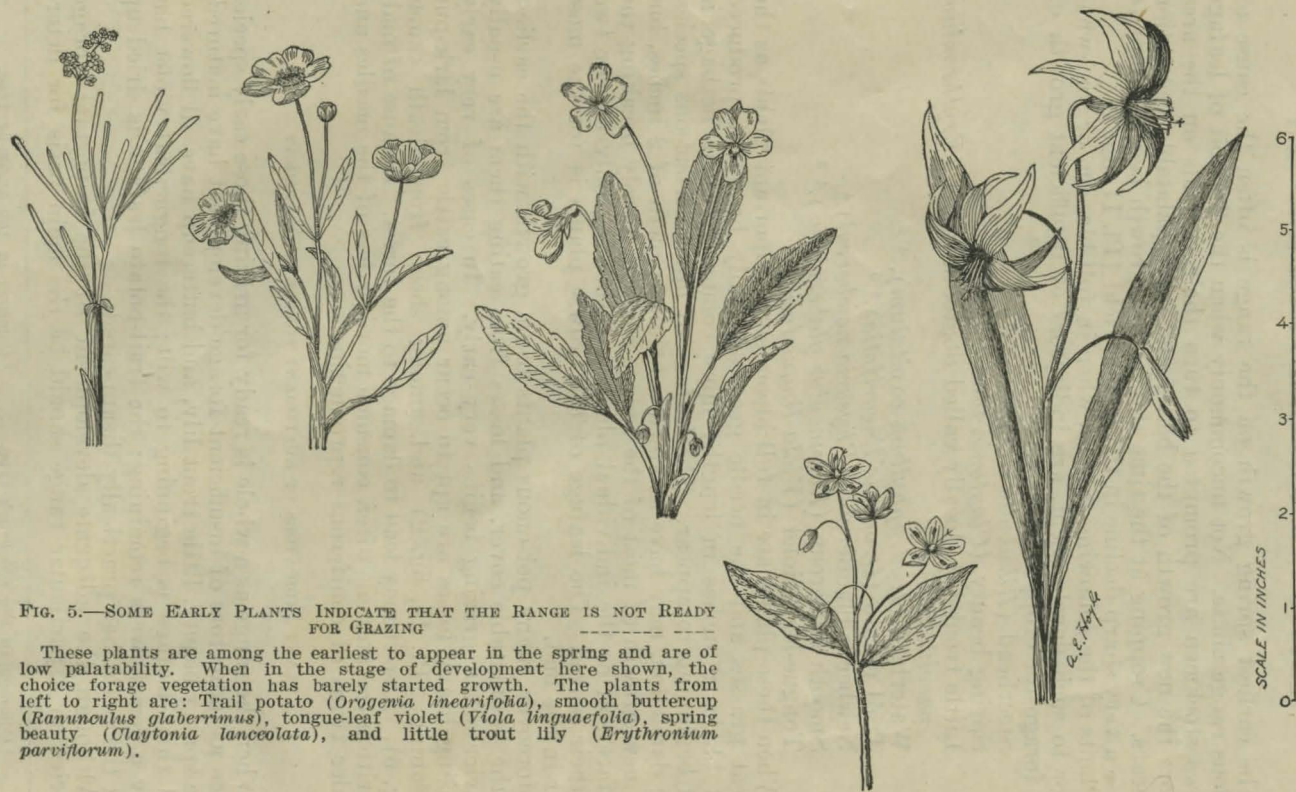 FIG. 5.—SOME EARLY PLANTS INDICATE THAT THE RANGE IS NOT READY
FOR GRAZING
These plants are among the earliest to appear in the spring and are of
low palatability. When in the stage of development here shown, the
choice forage vegetation has barely started growth. The plants from
left to right are: Trail potato (Orogenia linearifolia), smooth buttercup
(Ranunculus glaberrimus), tongue-leaf violet (Viola linguaefolia), spring
beauty (Claytonia lanceolata), and little trout lily (Erythronium
parviflorum).
A.E. Hoyle
6
5
4
3
2
1
0
SCALE IN INCHES